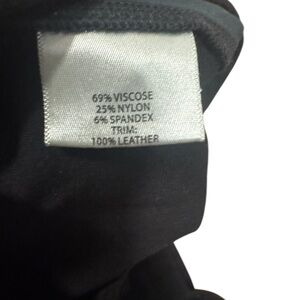 69% VISCOSE
25% NYLON
6% SPANDEX
TRIM:
100% LEATHER